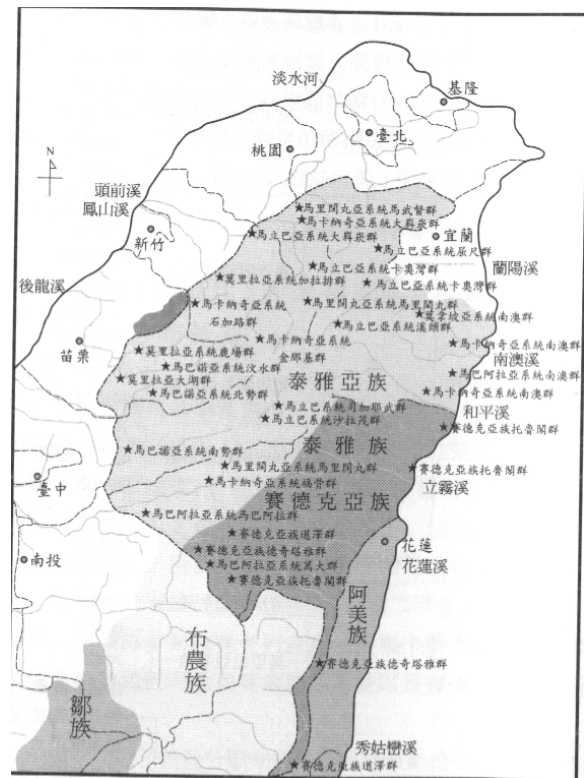 淡水河
基隆
臺北
桃園
N
頭前溪
鳳山溪
新竹
宜蘭
蘭陽溪
後龍溪
苗栗
★馬里闊丸亞系統馬武督群
★馬卡納奇亞系統大嵙崁群
★馬立巴亞系統大嵙崁群
★馬立巴亞系統屈尺群
★馬立巴亞系統卡奧灣群
★莫里拉亞系統加拉排群
★馬立巴亞系統卡奧灣群
★馬卡納奇亞系統
石加路群
★馬里闊丸亞系統馬里闊丸群
★莫拿坡亞系統南澳群
★馬立巴亞系統溪頭群
★馬卡納奇亞系統
金那基群
★馬卡納奇亞系統南澳群
南澳溪
★莫里拉亞系統鹿場群
★馬巴諾亞系統汶水群
★馬巴阿拉亞系統南澳群
★莫里拉亞大湖群
泰雅亞族
★馬巴諾亞系統北勢群
★馬卡納奇亞系統南澳群
和平溪
★馬立巴系統司加耶武群
★馬立巴系統沙拉茂群
★賽德克亞族托魯閣群
泰雅族
★馬巴諾亞系統南勢群
★馬里闊丸亞系統馬里闊丸群
★賽德克亞族托魯閣群
臺中
★馬卡納奇亞系統福骨群
立霧溪
賽德克亞族
★馬巴阿拉亞系統馬巴阿拉群
★賽德克亞族道澤群
花蓮
★賽德克亞族德奇塔雅群
南投
★馬巴阿拉亞系統萬大群
花蓮溪
★賽德克亞族托魯閣群
阿美族
布農族
★賽德克亞族德奇塔雅群
鄒族
秀姑巒溪
★賽德克亞族道澤群